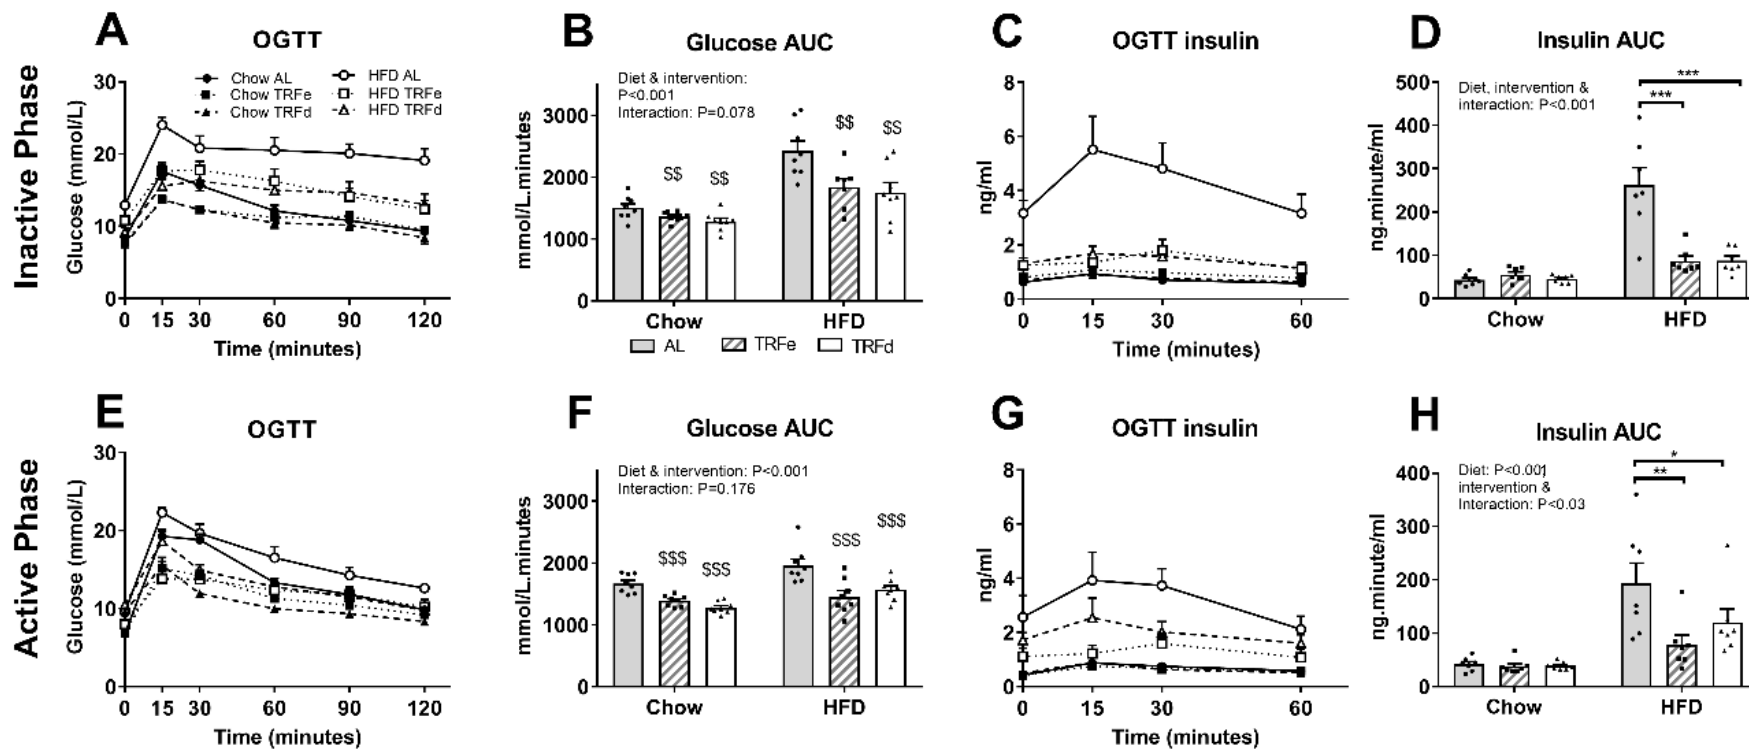 Inactive Phase
A
OGTT
Glucose (mmol/L)
30
20
10
0
Chow AL
Chow TRFe
Chow TRFd
HFD AL
HFD TRFe
HFD TRFd
0 15 30 60 90 120
Time (minutes)
B
Glucose AUC
Diet & intervention:
P<0.001
Interaction: P=0.078
mmol/L.minutes
3000
2000
1000
0
$$ $$ $$ $$
Chow HFD
AL TRFe TRFd
C
OGTT insulin
ng/ml
8
6
4
2
0
0 15 30 60
Time (minutes)
D
Insulin AUC
Diet, intervention &
interaction: P<0.001
ng.minute/ml
500
400
300
200
100
0
***
***
Chow HFD
Active Phase
E
OGTT
Glucose (mmol/L)
30
20
10
0
0 15 30 60 90 120
Time (minutes)
F
Glucose AUC
Diet & intervention: P<0.001
Interaction: P=0.176
mmol/L.minutes
3000
2000
1000
0
$$$ $$$ $$$ $$$
Chow HFD
G
OGTT insulin
ng/ml
8
6
4
2
0
0 15 30 60
Time (minutes)
H
Insulin AUC
Diet: P<0.001
intervention &
Interaction: P<0.03
ng.minute/ml
400
300
200
100
0
*
**
Chow HFD